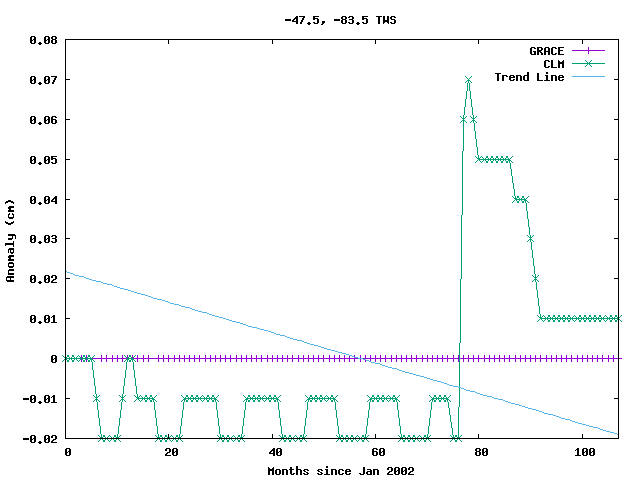 -47.5, -83.5 TWS
0.08
0.07
0.06
0.05
0.04
0.03
0.02
0.01
0
-0.01
-0.02
Anomaly (cm)
GRACE
CLM
Trend Line
0 20 40 60 80 100
Months since Jan 2002